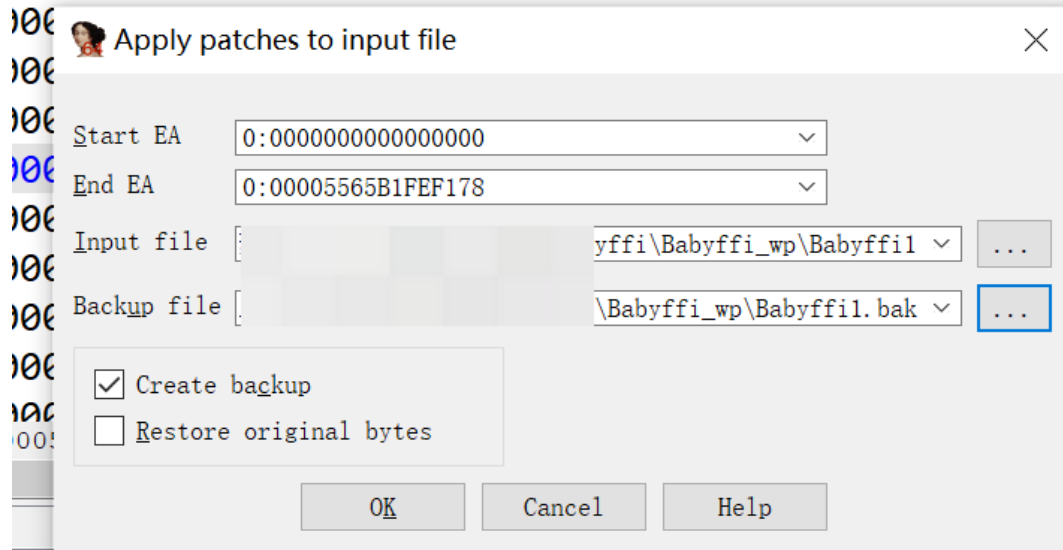 Apply patches to input file
Start EA 0:0000000000000000
End EA 0:00005565B1FEF178
Input file yffi\Babyffi_wp\Babyffi1 ...
Backup file \Babyffi_wp\Babyffi1.bak ...
Create backup
Restore original bytes
OK Cancel Help